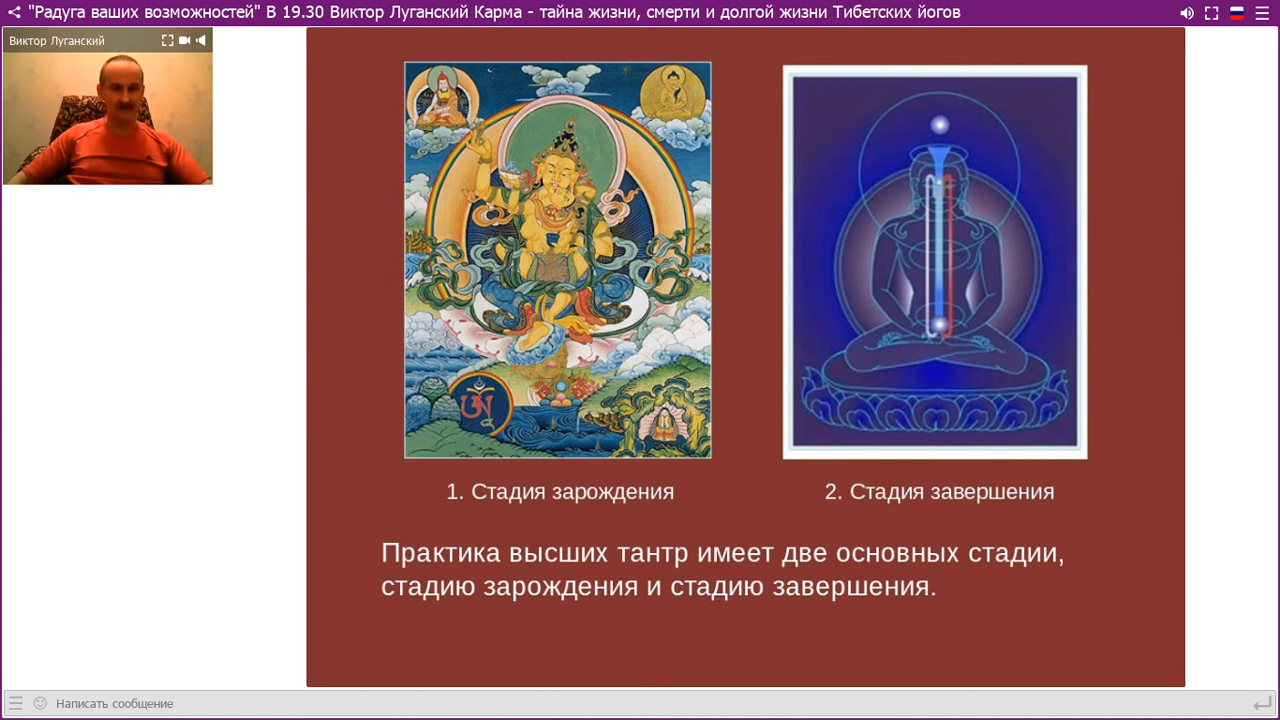 "Радуга ваших возможностей" В 19.30 Виктор Луганский Карма - тайна жизни, смерти и долгой жизни Тибетских йогов
Виктор Луганский
1. Стадия зарождения
2. Стадия завершения
Практика высших тантр имеет две основных стадии,
стадию зарождения и стадию завершения.
Написать сообщение